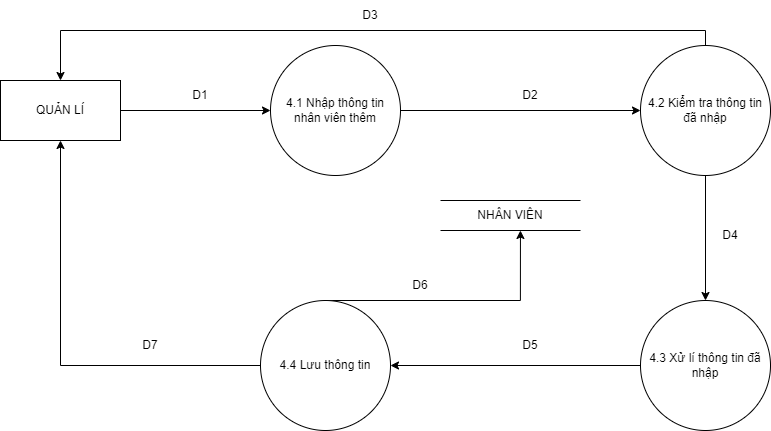 D3
QUẢN LÍ
D1
4.1 Nhập thông tin
nhân viên thêm
D2
4.2 Kiểm tra thông tin
đã nhập
NHÂN VIÊN
D4
D6
D7
4.4 Lưu thông tin
D5
4.3 Xử lí thông tin đã
nhập